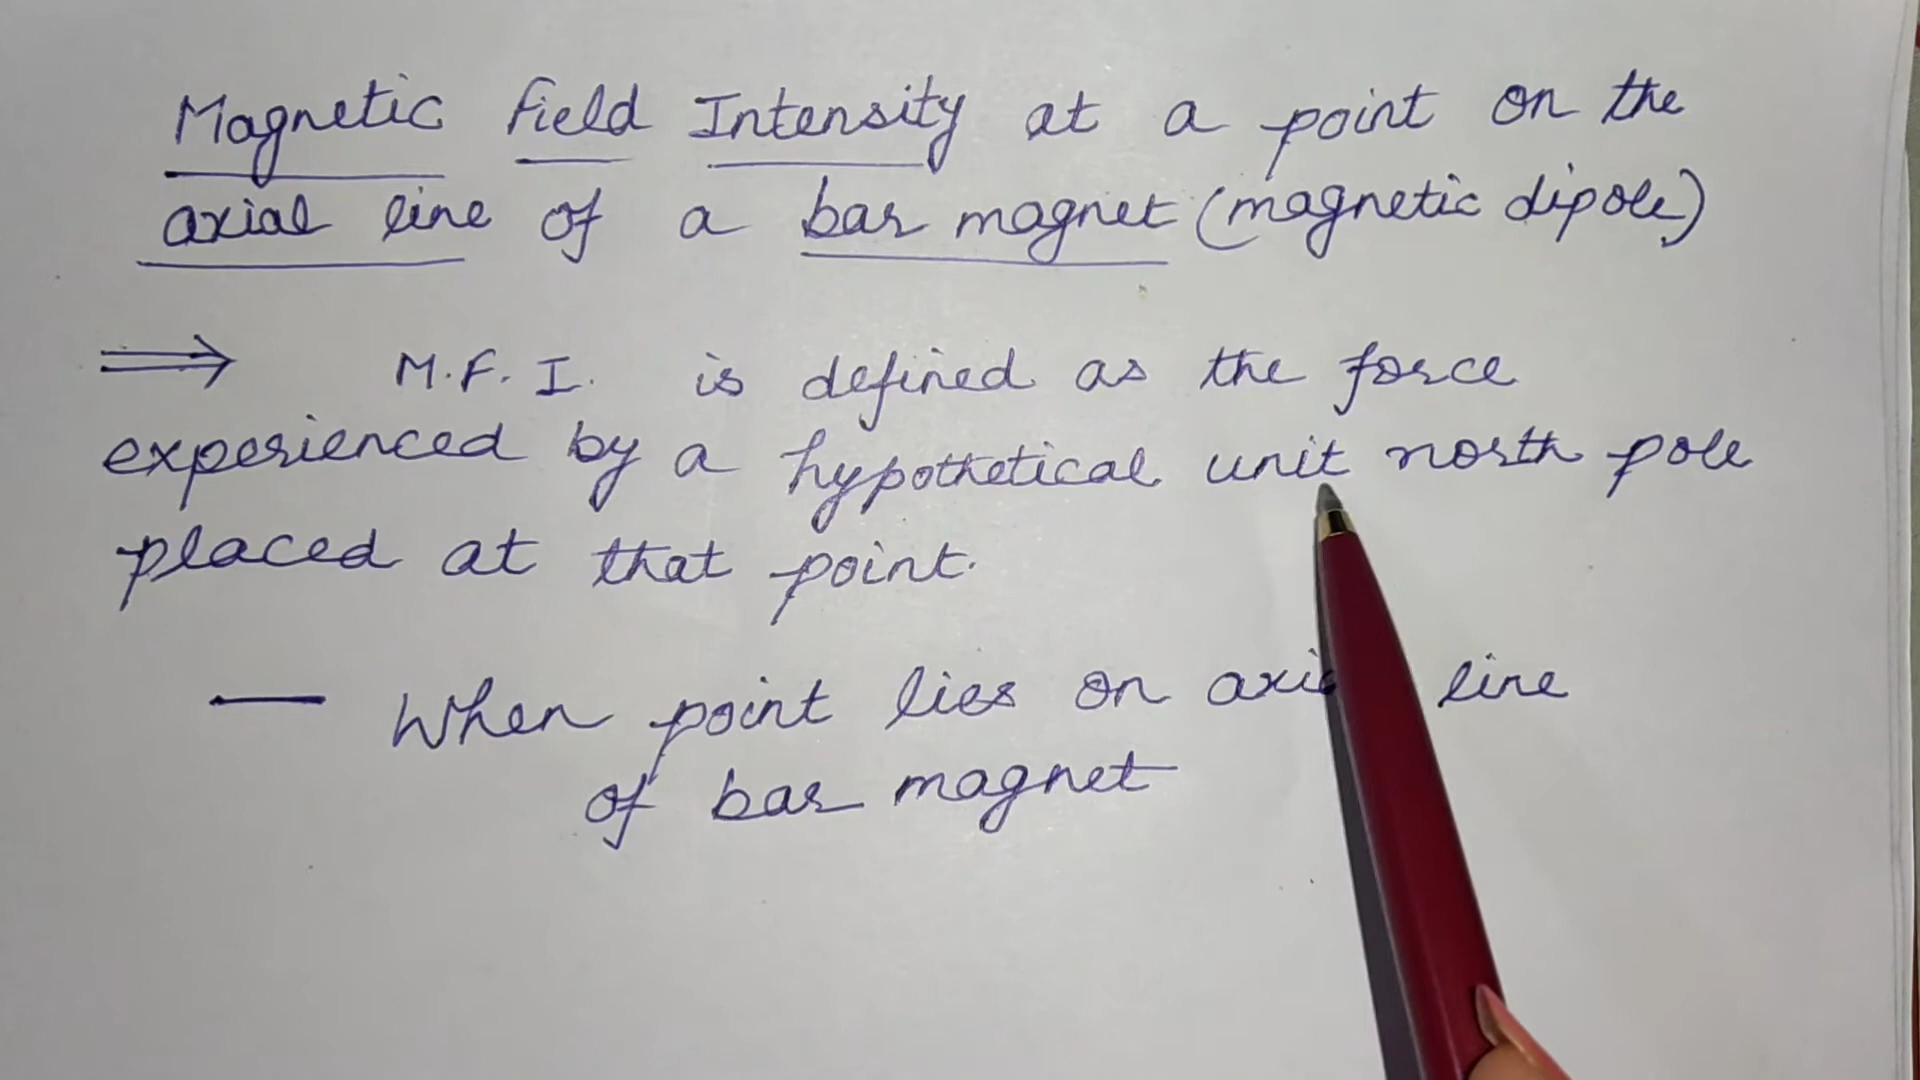 Magnetic field Intensity at a point on the
axial line of a bar magnet (magnetic dipole)
⟹ M.F.I. is defined as the force
experienced by a hypothetical unit north pole
placed at that point.
— When point lies on line
of bar magnet